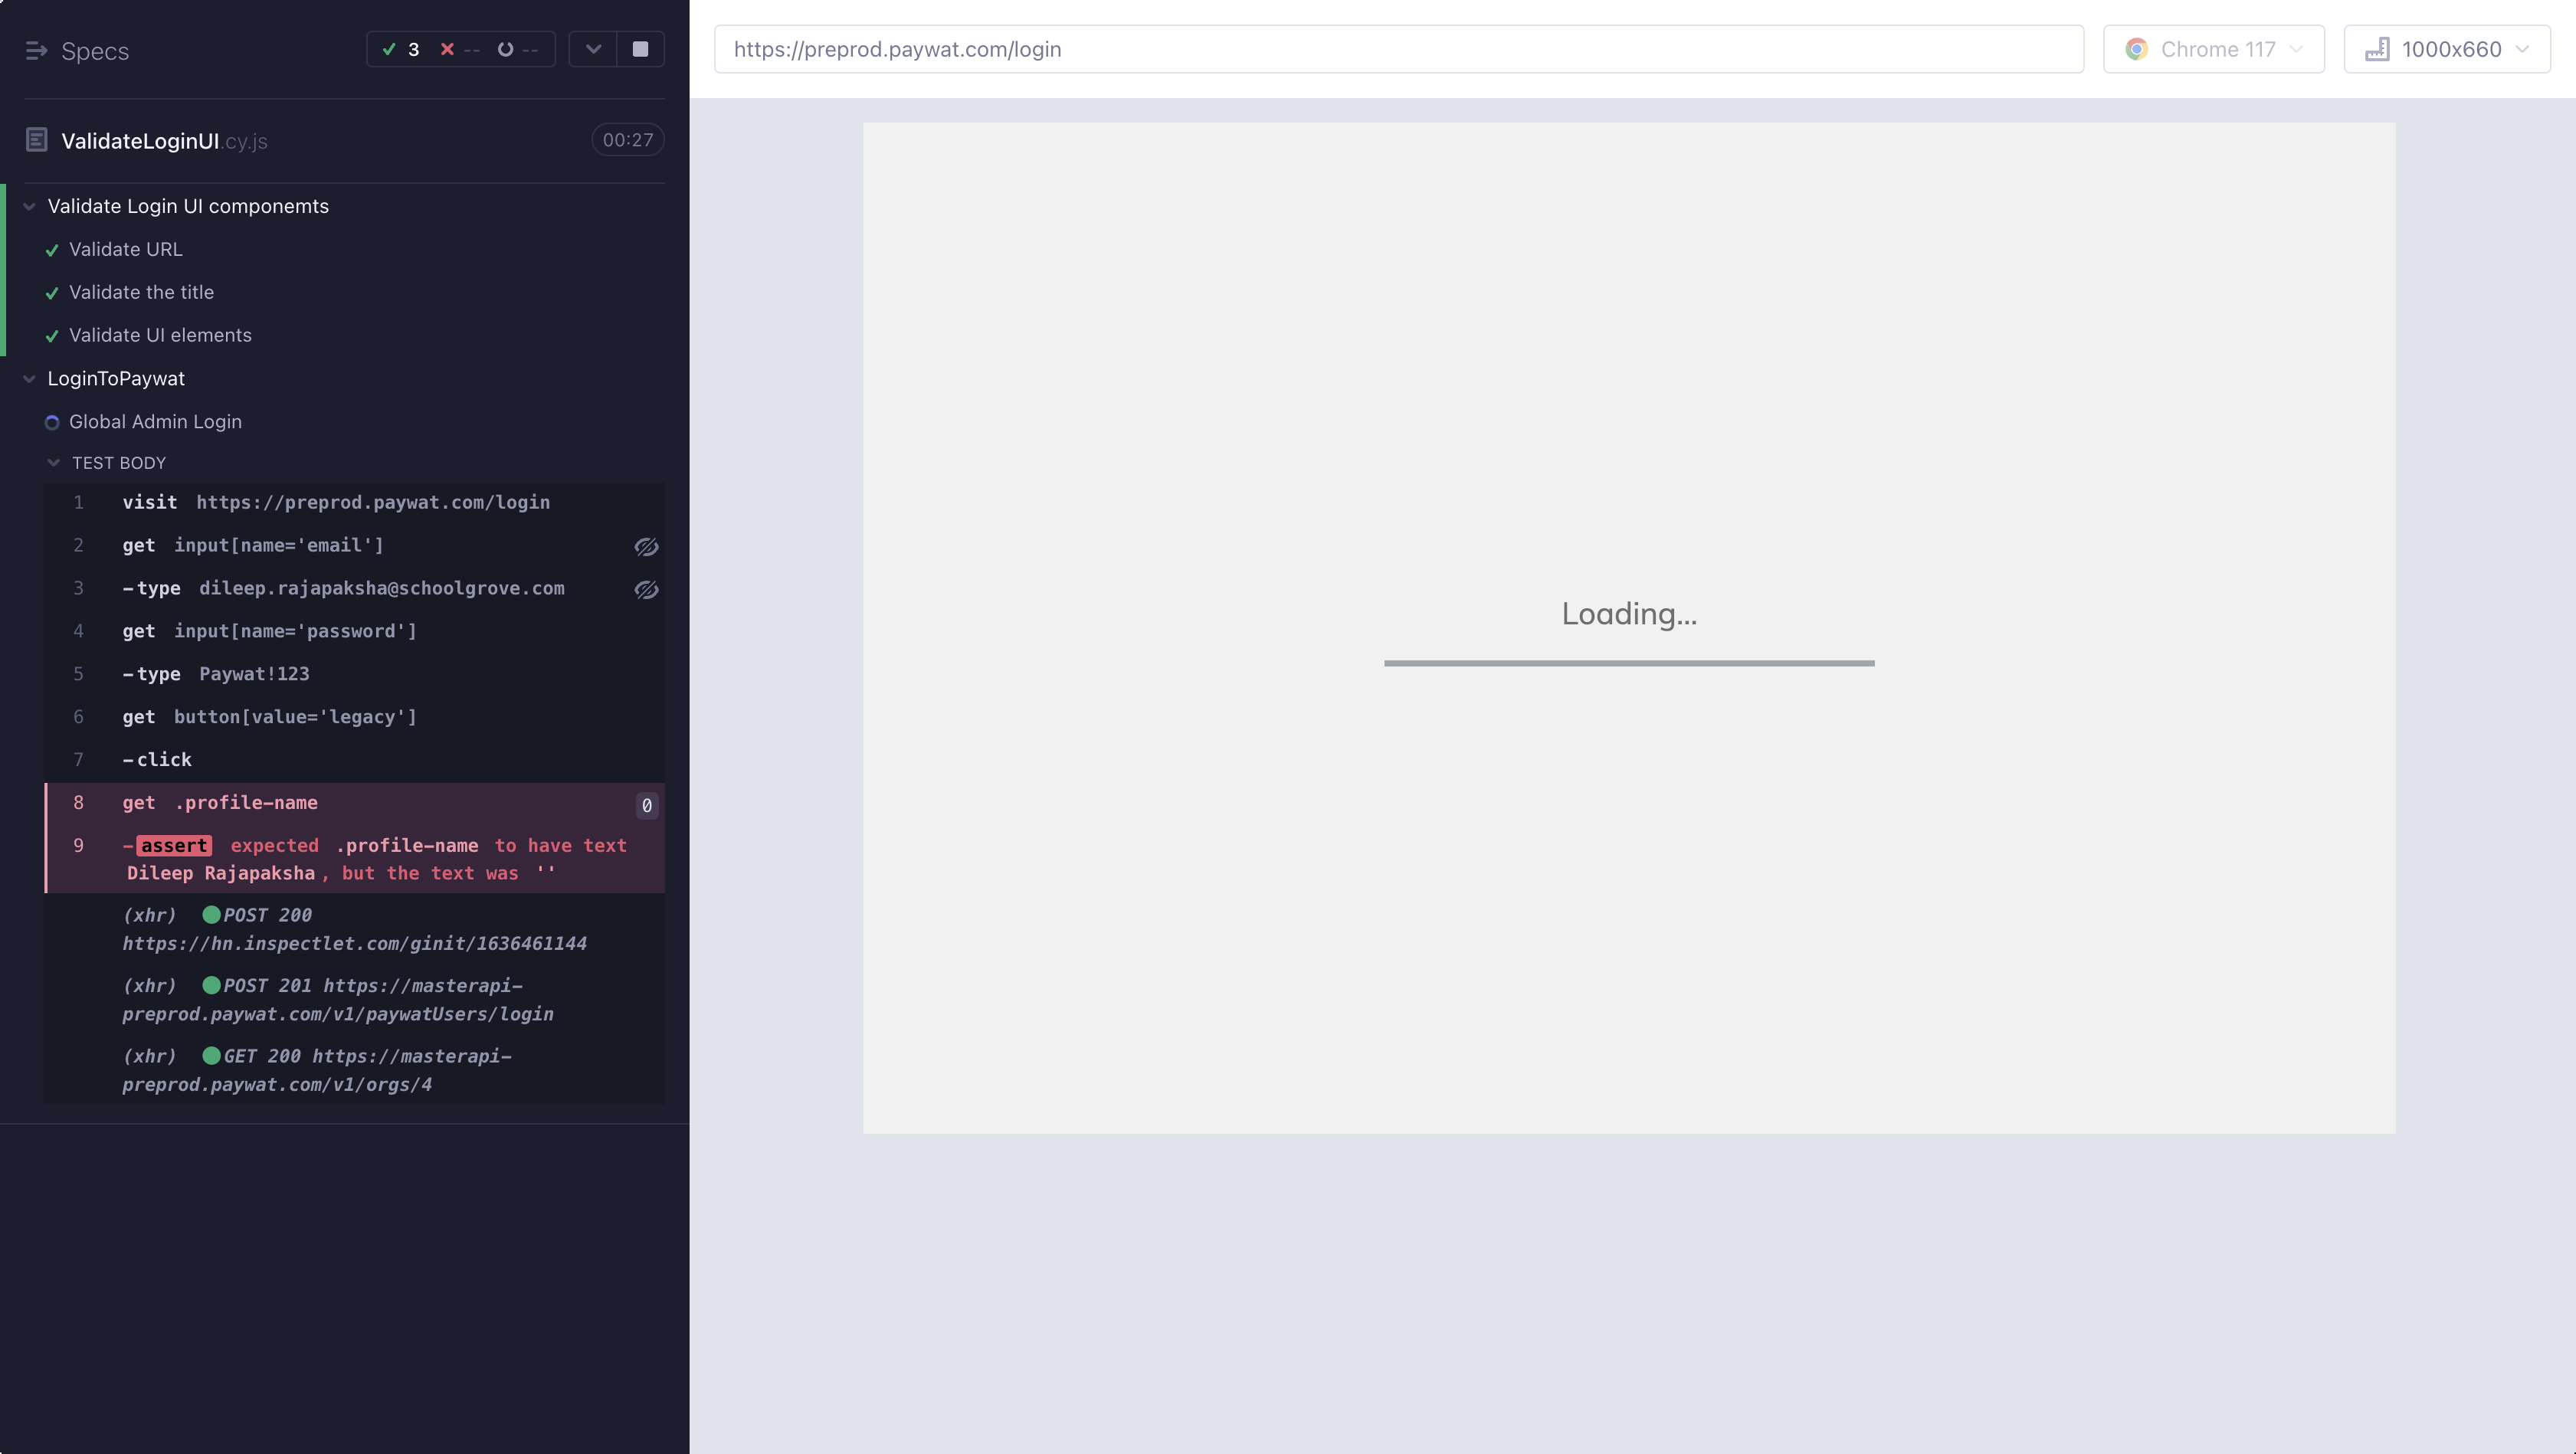 Specs
3 -- --
ValidateLoginUI.cy.js 00:27
Validate Login UI componemts
Validate URL
Validate the title
Validate UI elements
LoginToPaywat
Global Admin Login
TEST BODY
1 visit https://preprod.paywat.com/login
2 get input[name='email']
3 -type dileep.rajapaksha@schoolgrove.com
4 get input[name='password']
5 -type Paywat!123
6 get button[value='legacy']
7 -click
8 get .profile-name 0
9 -assert expected .profile-name to have text
Dileep Rajapaksha, but the text was ''
(xhr) POST 200
https://hn.inspectlet.com/ginit/1636461144
(xhr) POST 201 https://masterapi-
preprod.paywat.com/v1/paywatUsers/login
(xhr) GET 200 https://masterapi-
preprod.paywat.com/v1/orgs/4
https://preprod.paywat.com/login
Chrome 117
1000x660
Loading...